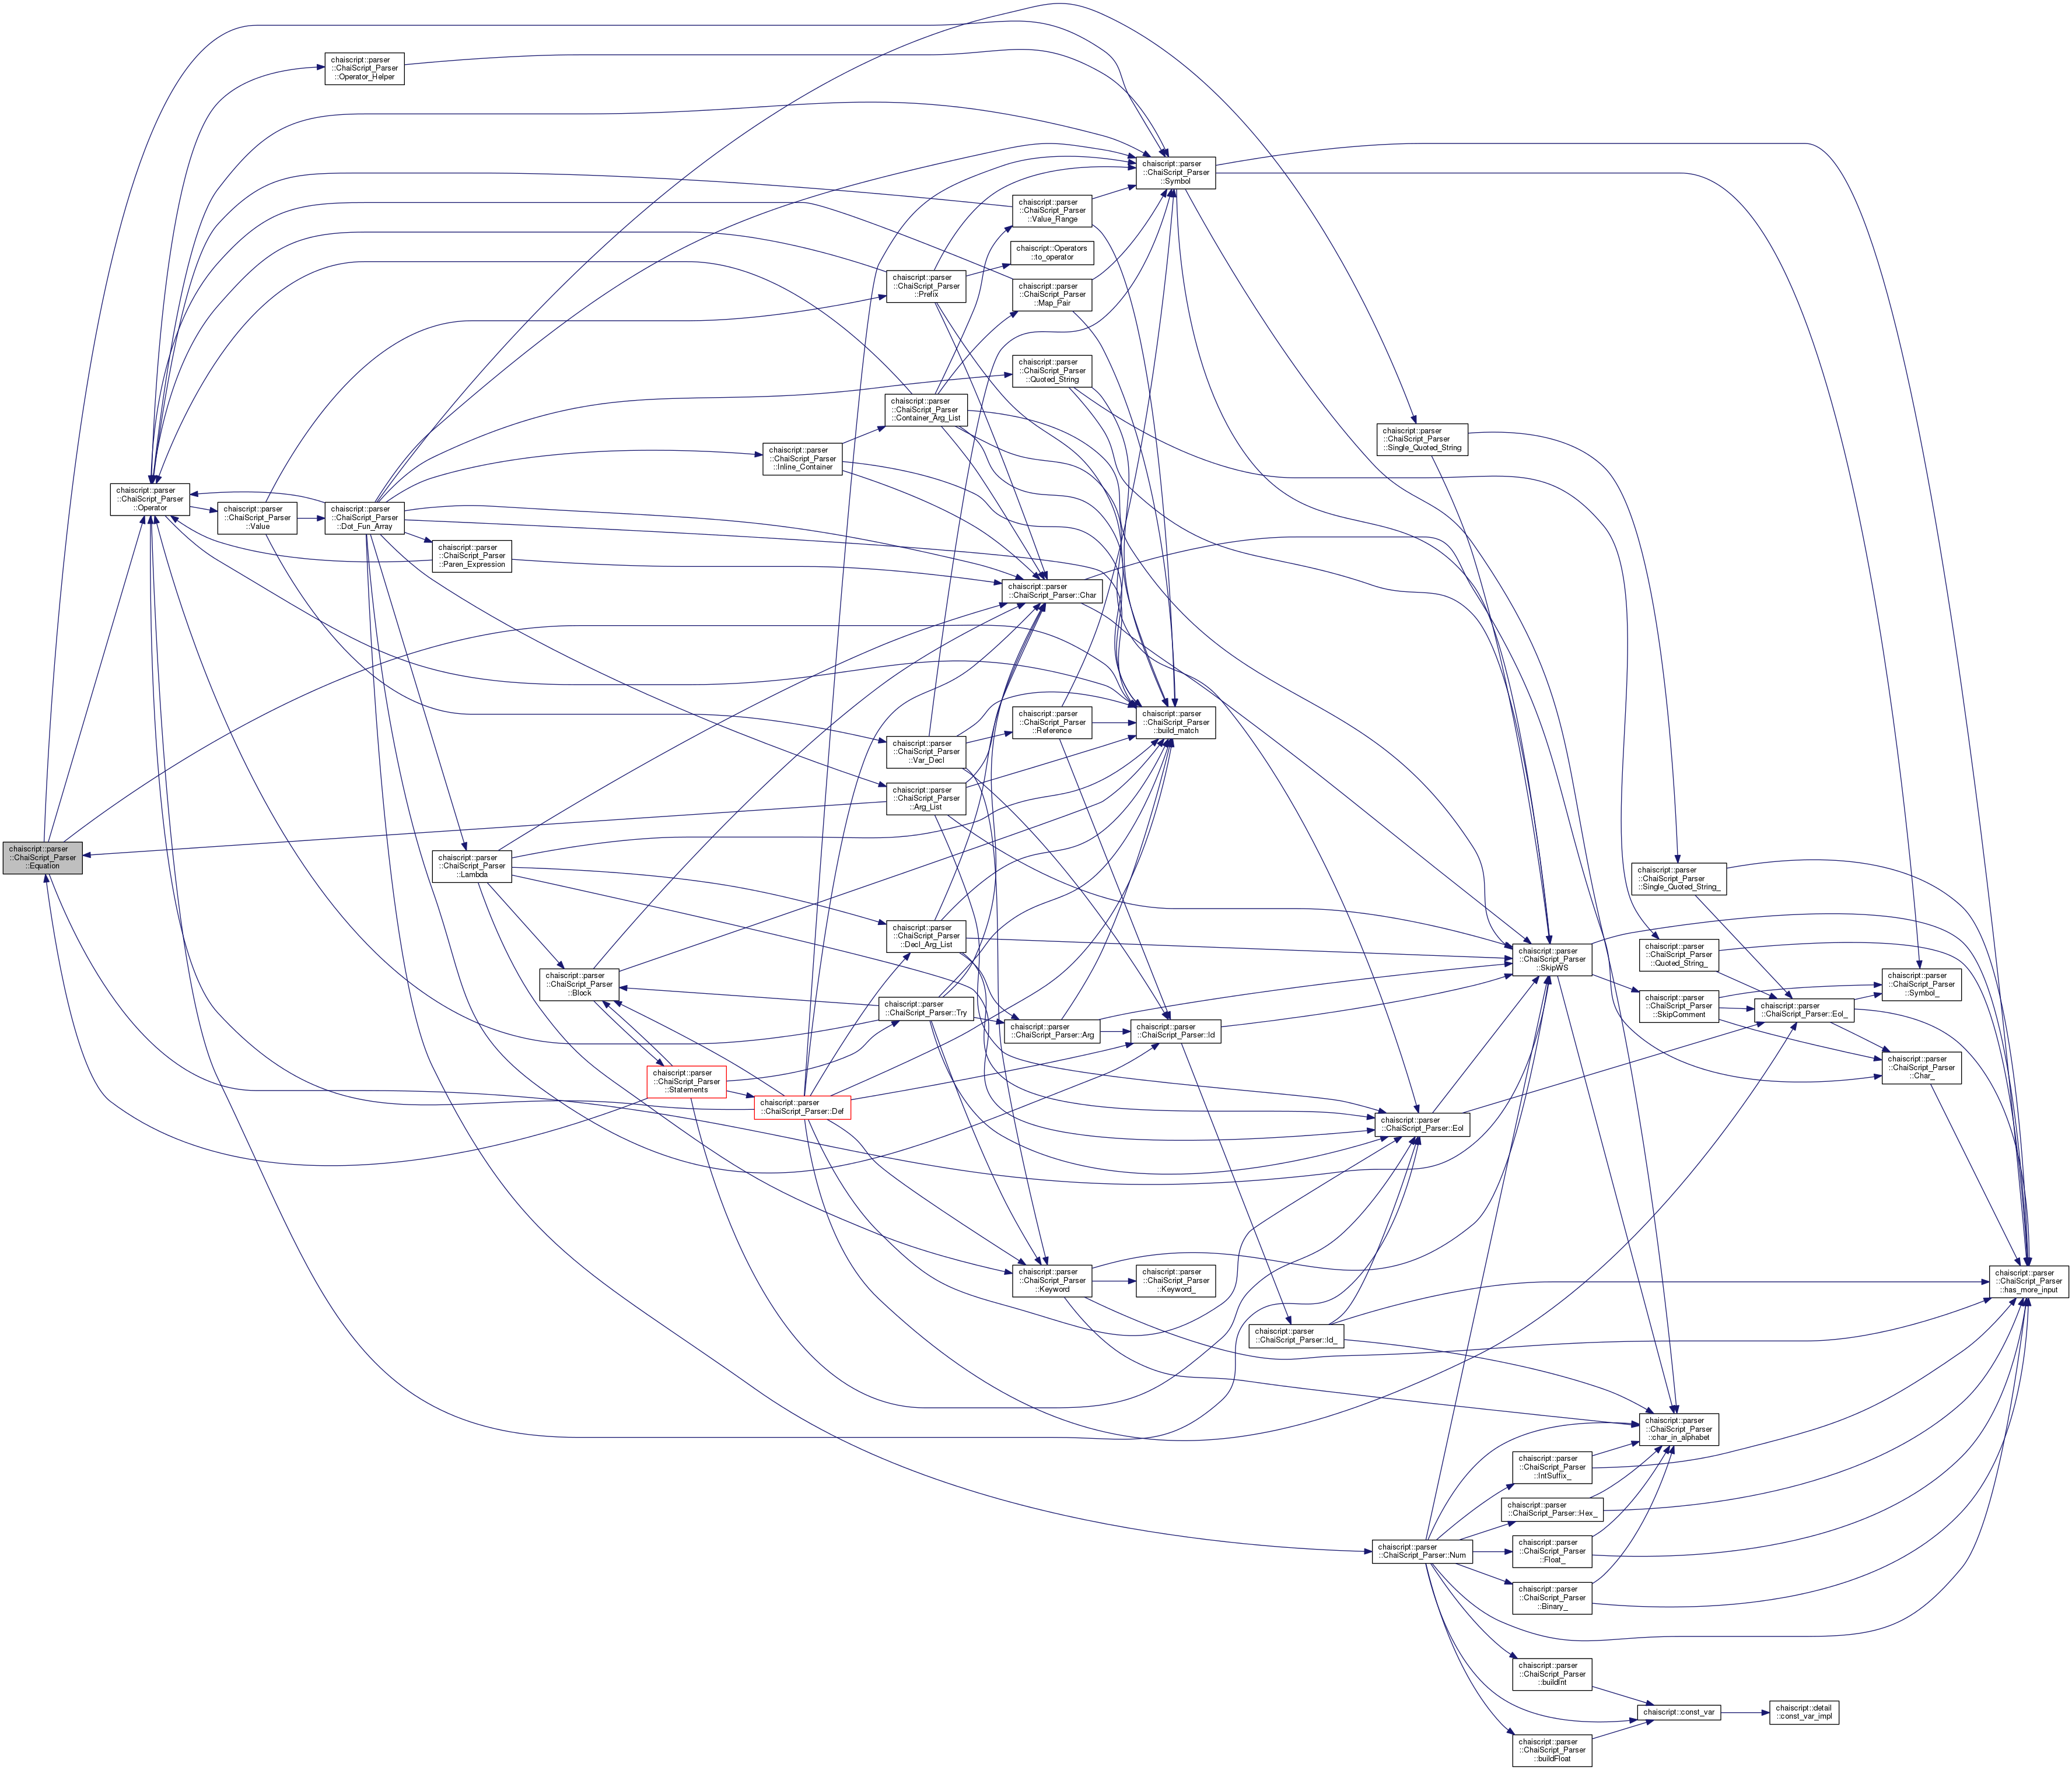 chaiscript::parser
::ChaiScript_Parser
::Equation
chaiscript::parser
::ChaiScript_Parser
::Operator
chaiscript::parser
::ChaiScript_Parser
::Operator_Helper
chaiscript::parser
::ChaiScript_Parser
::Value
chaiscript::parser
::ChaiScript_Parser
::Dot_Fun_Array
chaiscript::parser
::ChaiScript_Parser
::Paren_Expression
chaiscript::parser
::ChaiScript_Parser
::Lambda
chaiscript::parser
::ChaiScript_Parser
::Block
chaiscript::parser
::ChaiScript_Parser
::Statements
chaiscript::parser
::ChaiScript_Parser
::Inline_Container
chaiscript::parser
::ChaiScript_Parser::Def
chaiscript::parser
::ChaiScript_Parser
::Prefix
chaiscript::parser
::ChaiScript_Parser
::Container_Arg_List
chaiscript::parser
::ChaiScript_Parser
::Var_Decl
chaiscript::parser
::ChaiScript_Parser
::Arg_List
chaiscript::parser
::ChaiScript_Parser
::Decl_Arg_List
chaiscript::parser
::ChaiScript_Parser::Try
chaiscript::parser
::ChaiScript_Parser
::Value_Range
chaiscript::Operators
::to_operator
chaiscript::parser
::ChaiScript_Parser
::Map_Pair
chaiscript::parser
::ChaiScript_Parser
::Quoted_String
chaiscript::parser
::ChaiScript_Parser::Char
chaiscript::parser
::ChaiScript_Parser
::Reference
chaiscript::parser
::ChaiScript_Parser::Arg
chaiscript::parser
::ChaiScript_Parser
::Keyword
chaiscript::parser
::ChaiScript_Parser
::Symbol
chaiscript::parser
::ChaiScript_Parser
::build_match
chaiscript::parser
::ChaiScript_Parser::Id
chaiscript::parser
::ChaiScript_Parser
::Keyword_
chaiscript::parser
::ChaiScript_Parser::Id_
chaiscript::parser
::ChaiScript_Parser
::Single_Quoted_String
chaiscript::parser
::ChaiScript_Parser::Eol
chaiscript::parser
::ChaiScript_Parser::Num
chaiscript::parser
::ChaiScript_Parser
::SkipWS
chaiscript::parser
::ChaiScript_Parser
::IntSuffix_
chaiscript::parser
::ChaiScript_Parser::Hex_
chaiscript::parser
::ChaiScript_Parser
::Float_
chaiscript::parser
::ChaiScript_Parser
::Binary_
chaiscript::parser
::ChaiScript_Parser
::buildInt
chaiscript::parser
::ChaiScript_Parser
::buildFloat
chaiscript::parser
::ChaiScript_Parser
::Single_Quoted_String_
chaiscript::parser
::ChaiScript_Parser
::Quoted_String_
chaiscript::parser
::ChaiScript_Parser
::SkipComment
chaiscript::parser
::ChaiScript_Parser
::char_in_alphabet
chaiscript::const_var
chaiscript::parser
::ChaiScript_Parser::Eol_
chaiscript::detail
::const_var_impl
chaiscript::parser
::ChaiScript_Parser
::Symbol_
chaiscript::parser
::ChaiScript_Parser
::Char_
chaiscript::parser
::ChaiScript_Parser
::has_more_input